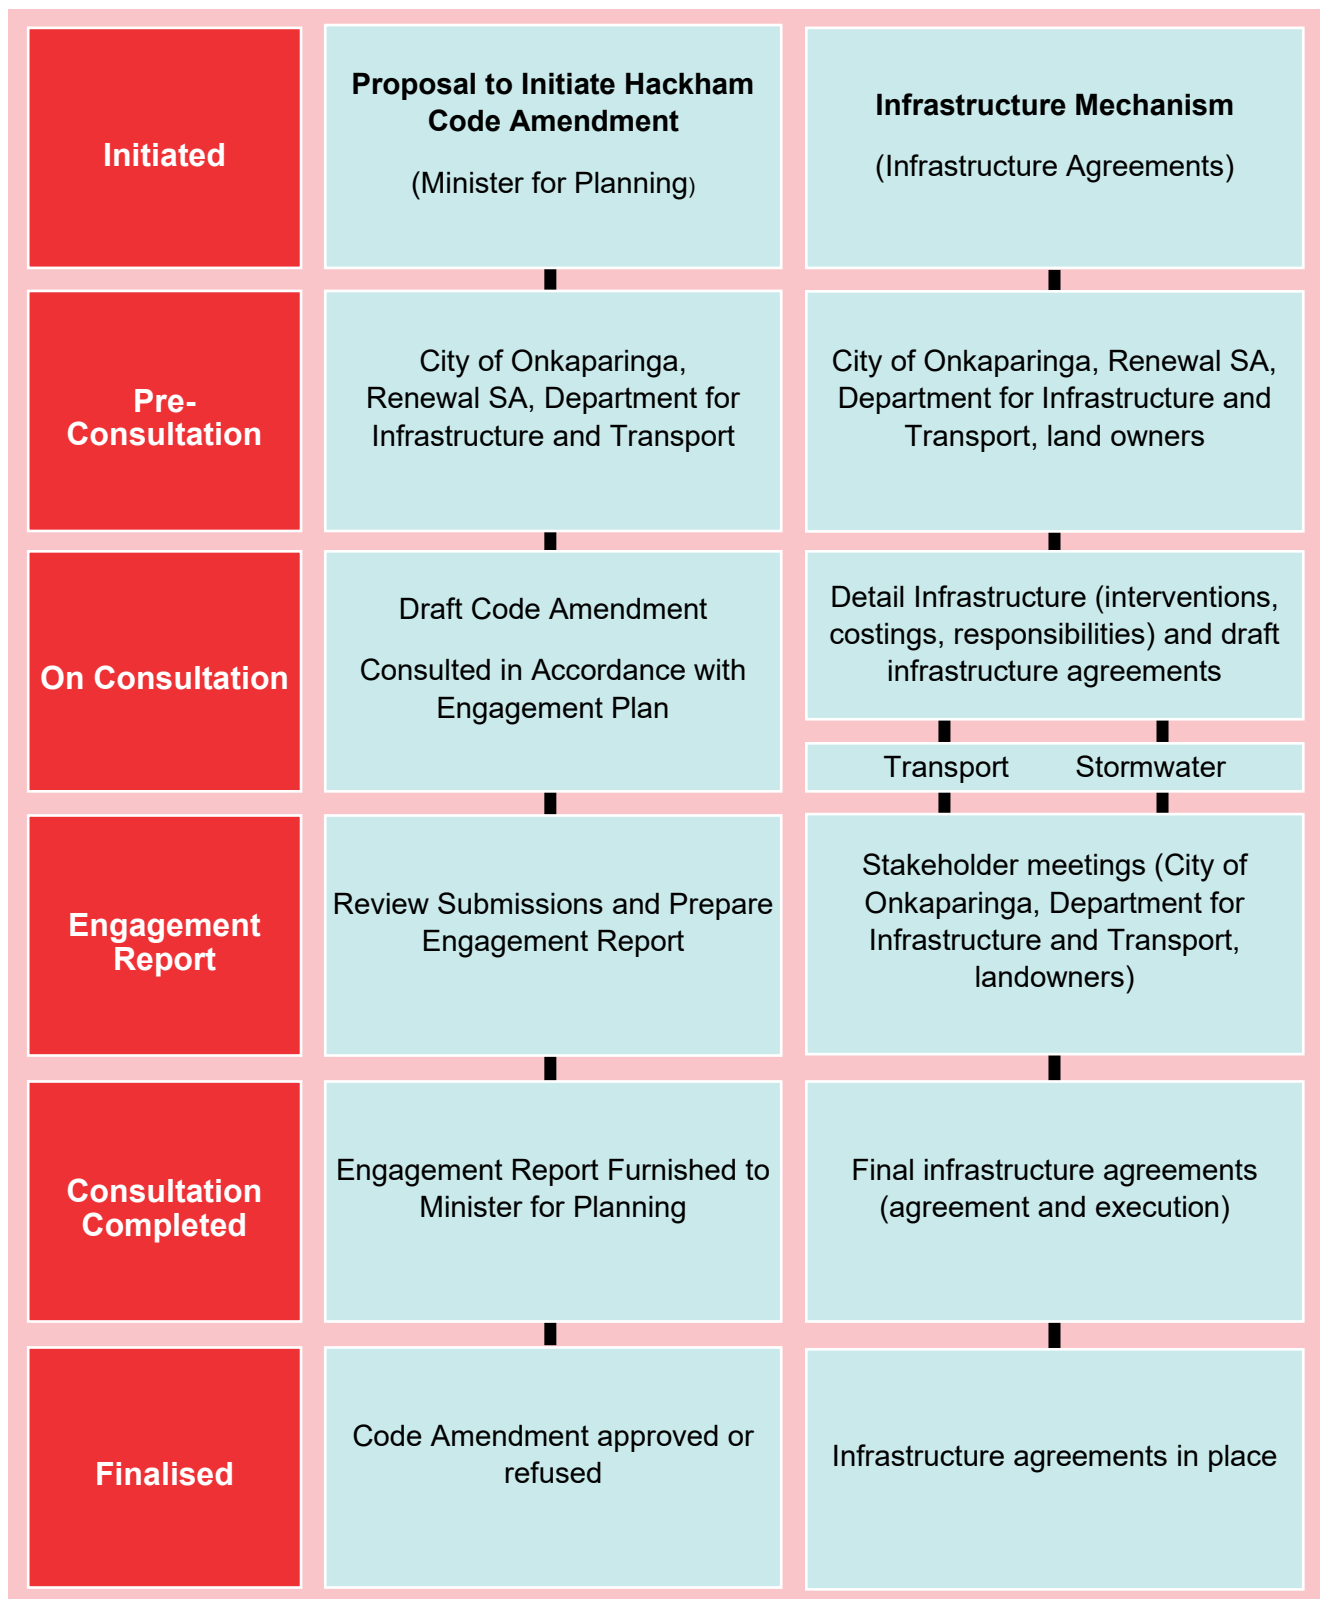 Initiated
Proposal to Initiate Hackham
Code Amendment
(Minister for Planning)
Infrastructure Mechanism
(Infrastructure Agreements)
Pre-
Consultation
City of Onkaparinga,
Renewal SA, Department for
Infrastructure and Transport
City of Onkaparinga, Renewal SA,
Department for Infrastructure and
Transport, land owners
On Consultation
Draft Code Amendment
Consulted in Accordance with
Engagement Plan
Detail Infrastructure (interventions,
costings, responsibilities) and draft
infrastructure agreements
Transport Stormwater
Engagement
Report
Review Submissions and Prepare
Engagement Report
Stakeholder meetings (City of
Onkaparinga, Department for
Infrastructure and Transport,
landowners)
Consultation
Completed
Engagement Report Furnished to
Minister for Planning
Final infrastructure agreements
(agreement and execution)
Finalised
Code Amendment approved or
refused
Infrastructure agreements in place